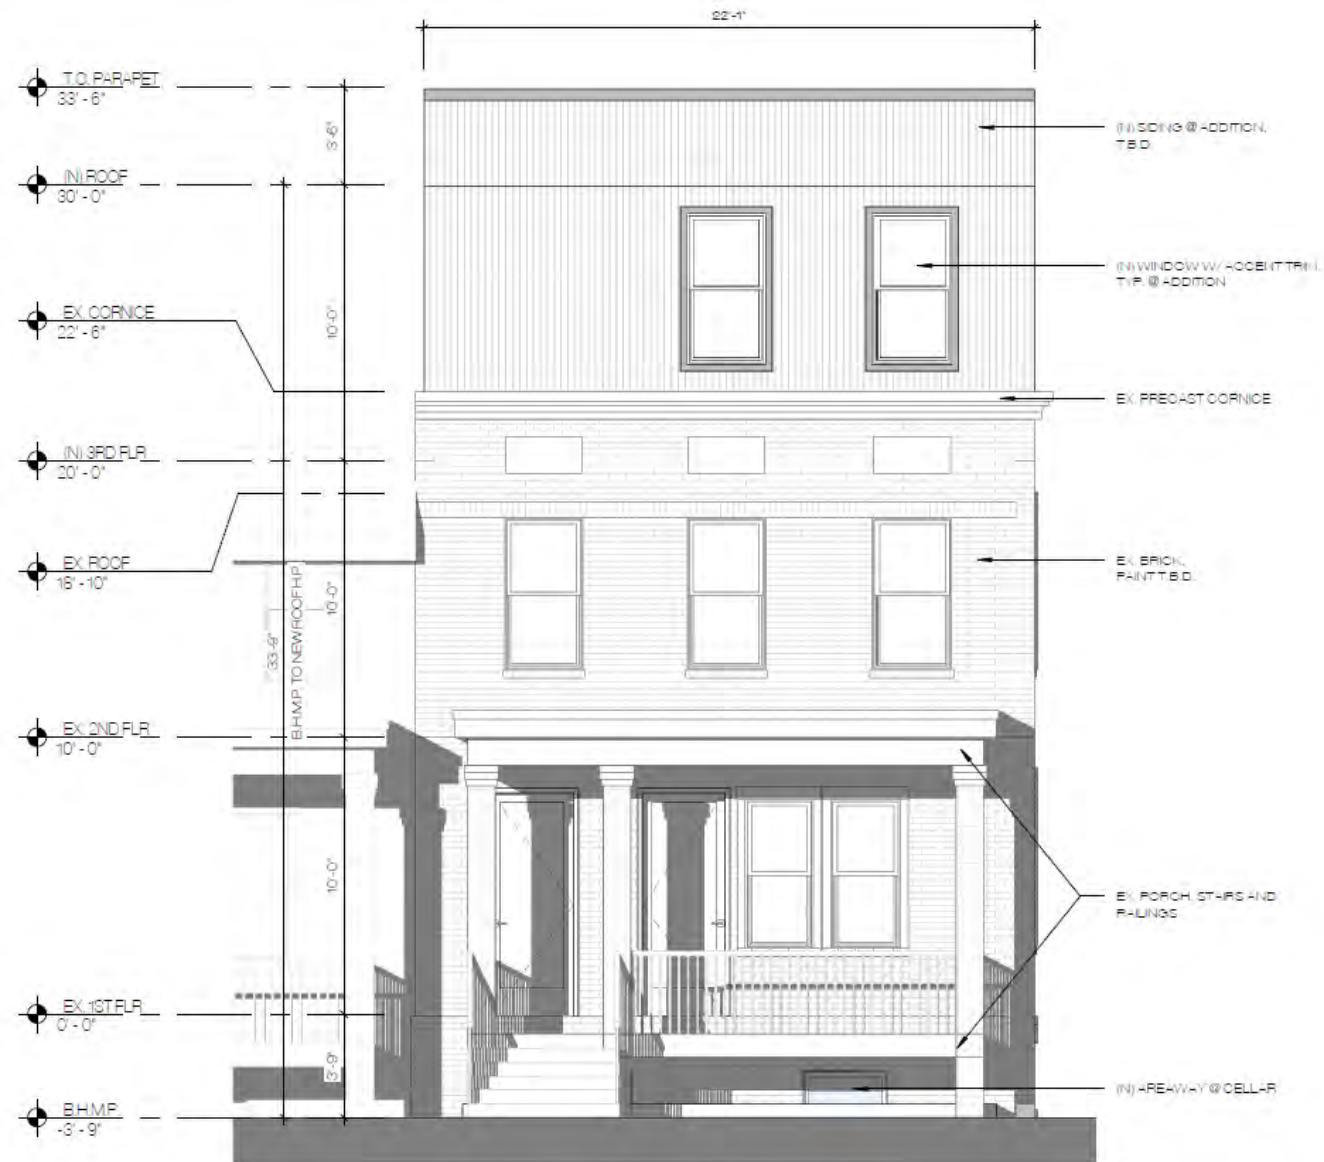 22'-1"
T.O. PARAPET
33' - 6"
3'-6"
(N) SIDING @ ADDITION,
T.B.D.
(N) ROOF
30' - 0"
(N) WINDOW W/ ACCENT TRIM,
TYP. @ ADDITION
EX. CORNICE
22' - 6"
10'-0"
EX. PRECAST CORNICE
(N) 3RD FLR
20' - 0"
EX. BRICK,
PAINT T.B.D.
EX. ROOF
18' - 10"
10'-0"
33'-9"
B.H.M.P. TO NEW ROOF H.P.
EX. 2ND FLR
10' - 0"
10'-0"
EX. PORCH, STAIRS AND
RAILINGS
EX. 1ST FLR
0' - 0"
3'-9"
(N) AREAWAY @ CELLAR
B.H.M.P.
-3' - 9"